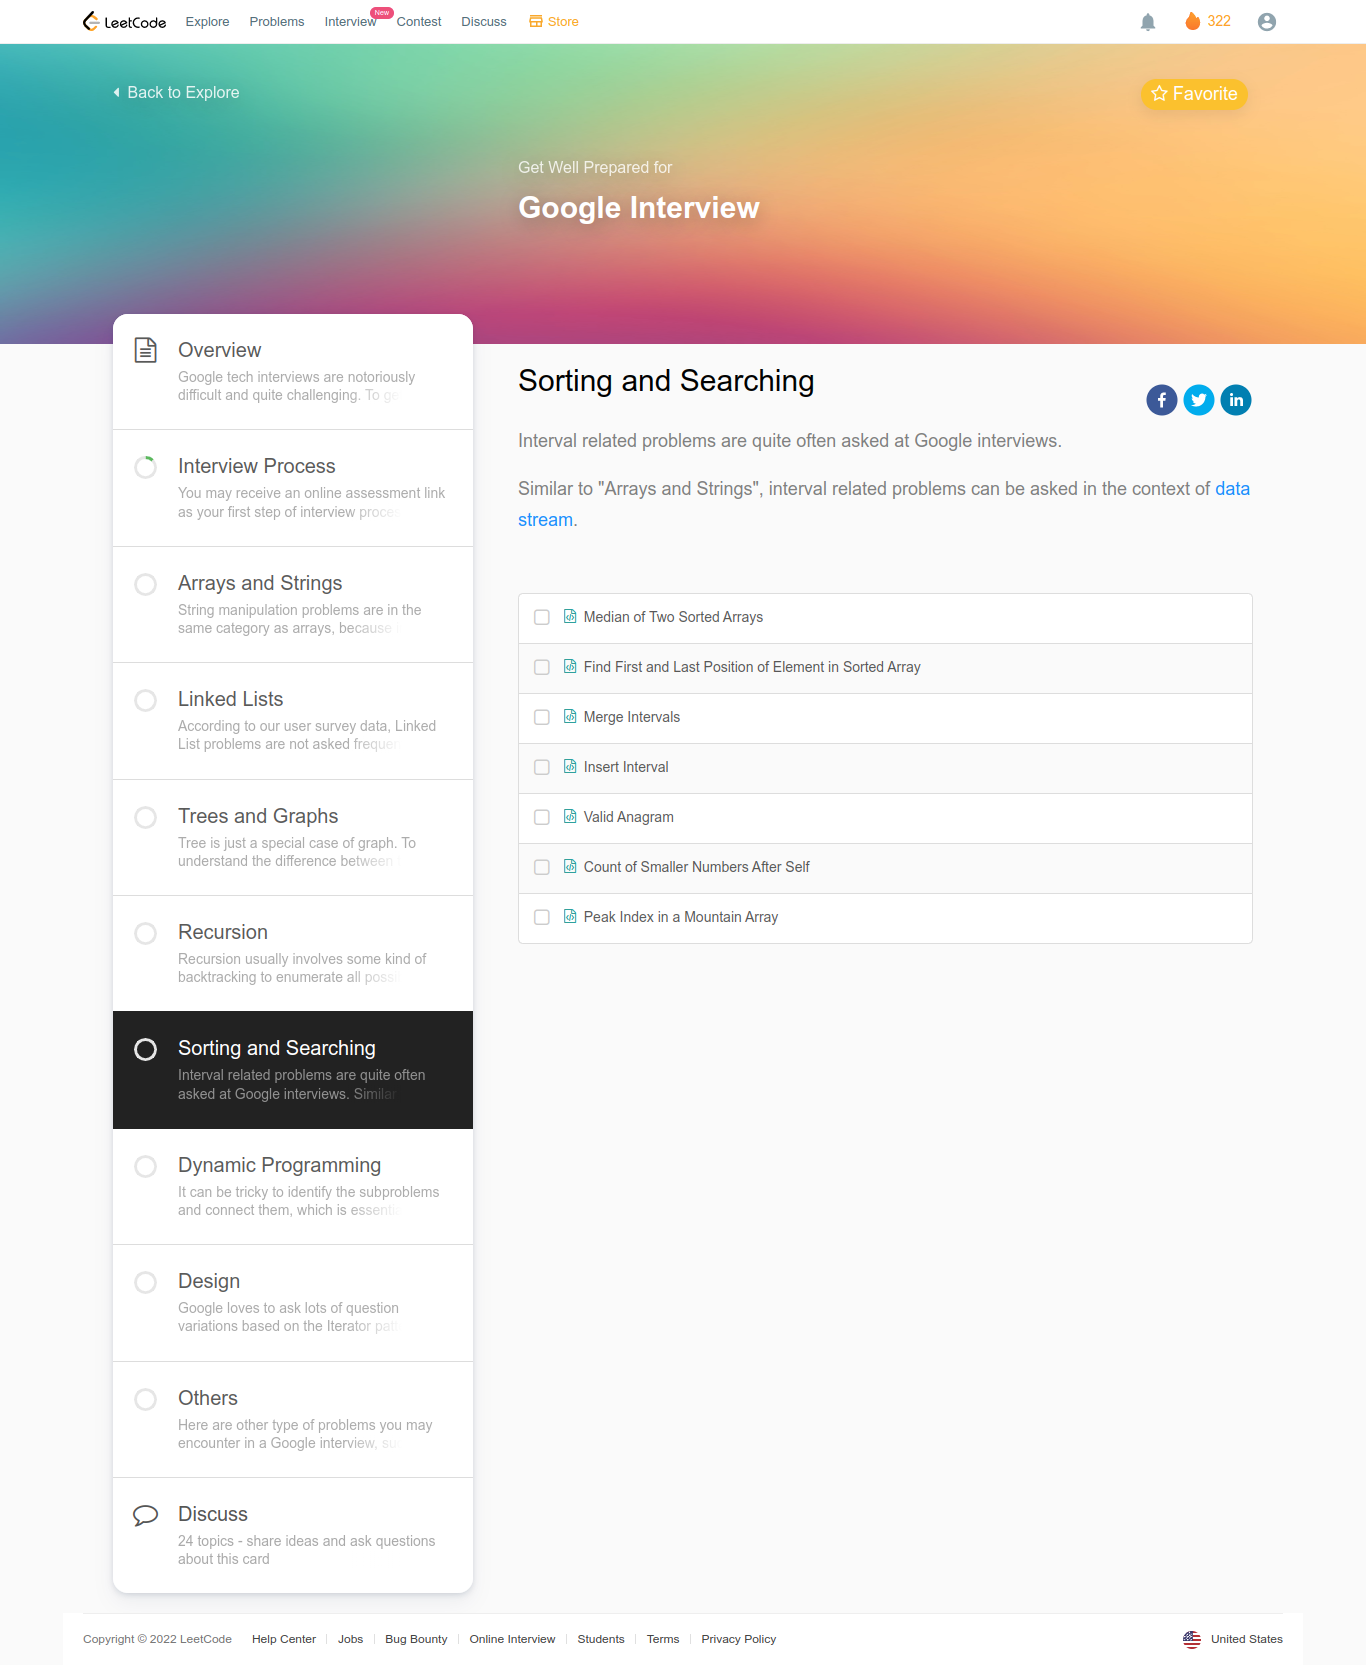 LeetCode Explore Problems Interview New Contest Discuss Store 322
Back to Explore
Favorite
Get Well Prepared for
Google Interview
Overview
Google tech interviews are notoriously
difficult and quite challenging. To ge
Interview Process
You may receive an online assessment link
as your first step of interview proce
Arrays and Strings
String manipulation problems are in the
same category as arrays, because
Linked Lists
According to our user survey data, Linked
List problems are not asked freque
Trees and Graphs
Tree is just a special case of graph. To
understand the difference between
Recursion
Recursion usually involves some kind of
backtracking to enumerate all poss
Sorting and Searching
Interval related problems are quite often
asked at Google interviews. Similar
Dynamic Programming
It can be tricky to identify the subproblems
and connect them, which is essenti
Design
Google loves to ask lots of question
variations based on the Iterator pat
Others
Here are other type of problems you may
encounter in a Google interview, su
Discuss
24 topics - share ideas and ask questions
about this card
Sorting and Searching
Interval related problems are quite often asked at Google interviews.
Similar to "Arrays and Strings", interval related problems can be asked in the context of data
stream.
Median of Two Sorted Arrays
Find First and Last Position of Element in Sorted Array
Merge Intervals
Insert Interval
Valid Anagram
Count of Smaller Numbers After Self
Peak Index in a Mountain Array
Copyright © 2022 LeetCode Help Center Jobs Bug Bounty Online Interview Students Terms Privacy Policy United States